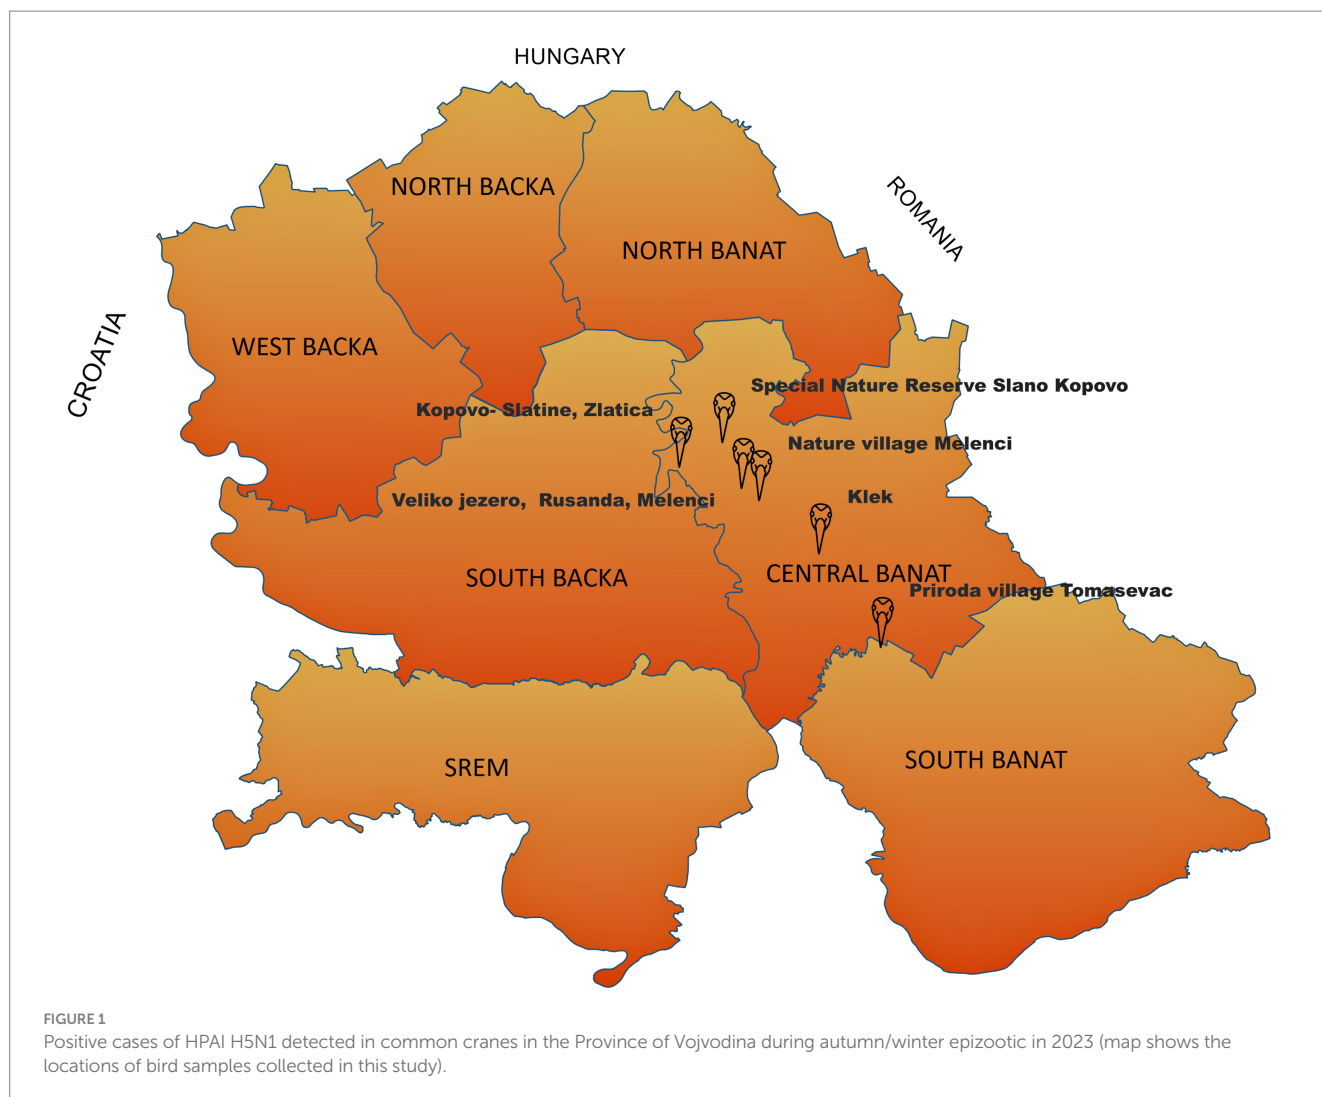 HUNGARY
NORTH BACKA
ROMANIA
NORTH BANAT
CROATIA
WEST BACKA
Special Nature Reserve Slano Kopovo
Kopovo- Slatine, Zlatica
Nature village Melenci
Veliko jezero, Rusanda, Melenci
Klek
SOUTH BACKA
CENTRAL BANAT
Priroda village Tomasevac
SREM
SOUTH BANAT
FIGURE 1
Positive cases of HPAI H5N1 detected in common cranes in the Province of Vojvodina during autumn/winter epizootic in 2023 (map shows the
locations of bird samples collected in this study).